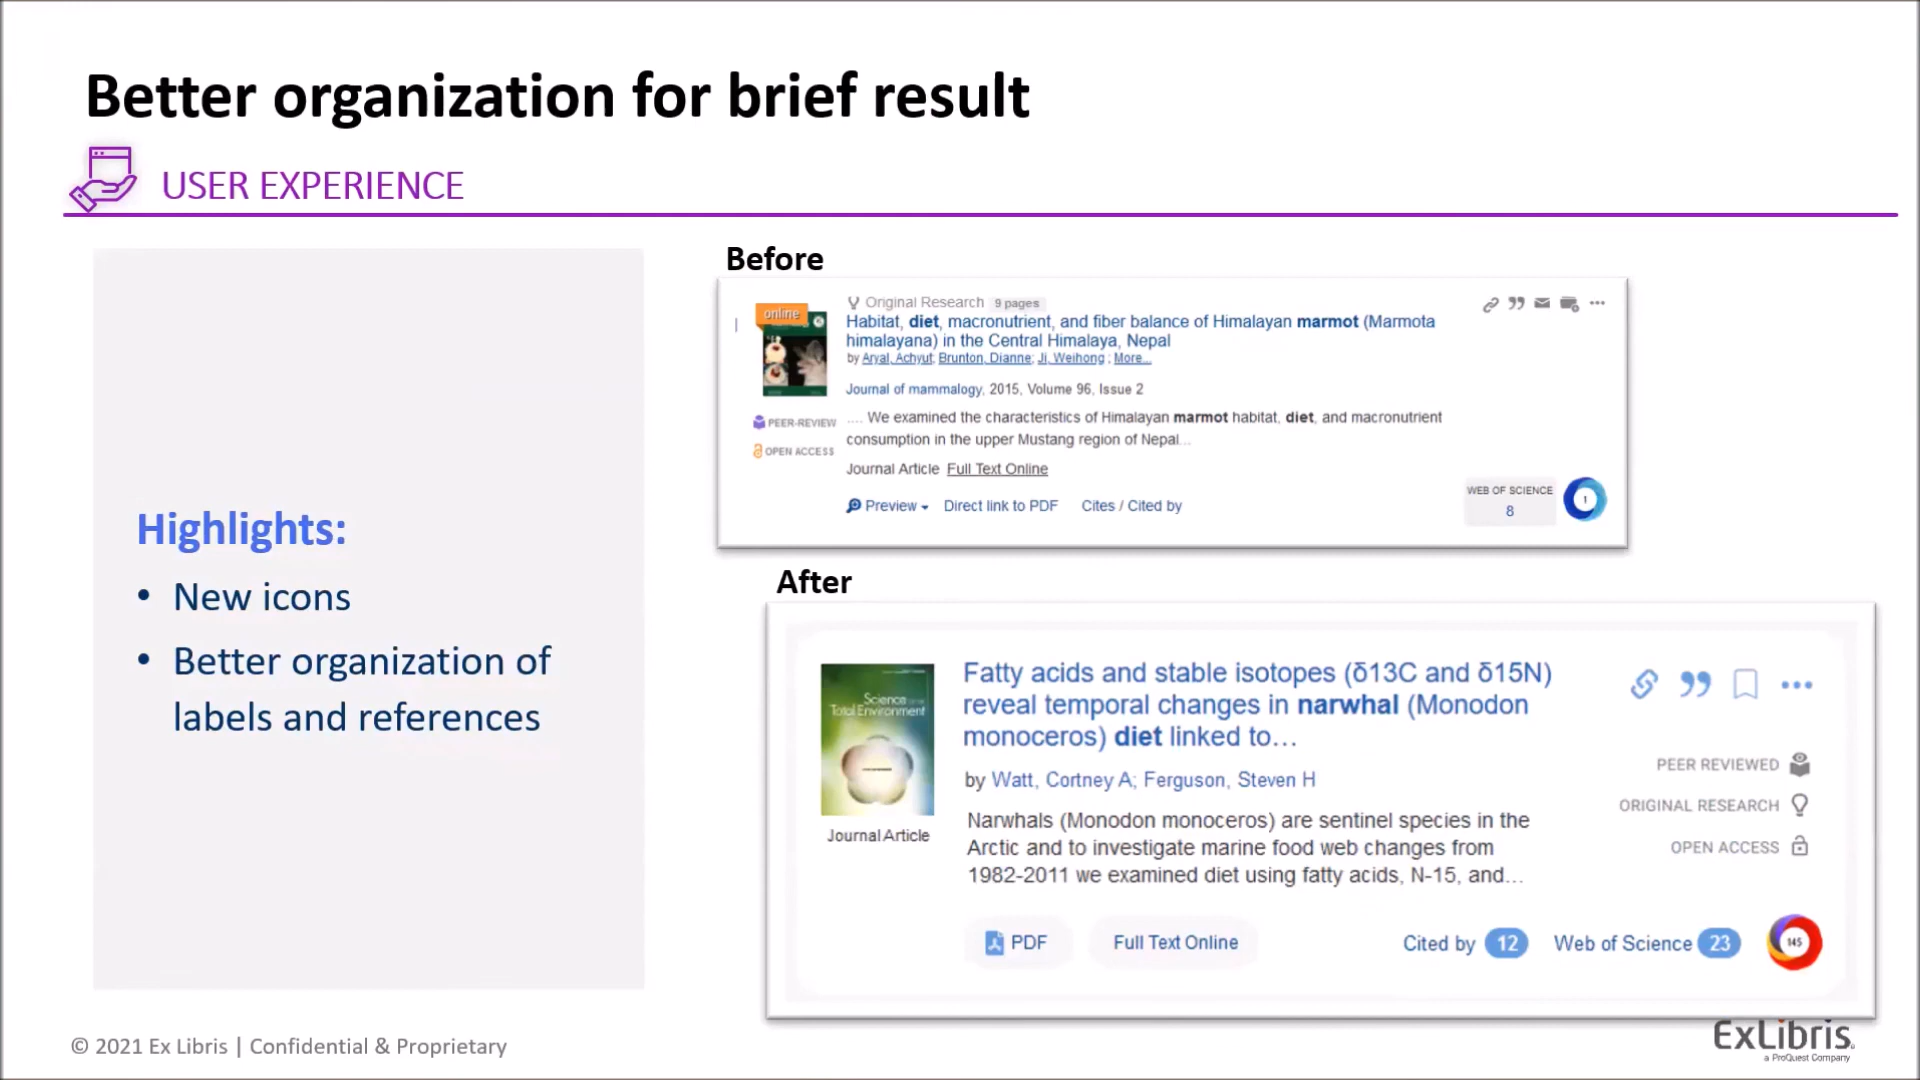 Better organization for brief result
USER EXPERIENCE
Highlights:
• New icons
• Better organization of
labels and references
Before
online
Original Research 9 pages
Habitat, diet, macronutrient, and fiber balance of Himalayan marmot (Marmota
himalayana) in the Central Himalaya, Nepal
by Aryal, Achyut; Brunton, Dianne; Ji, Weihong ; More...
Journal of mammalogy, 2015, Volume 96, Issue 2
PEER-REVIEW
.... We examined the characteristics of Himalayan marmot habitat, diet, and macronutrient
consumption in the upper Mustang region of Nepal...
OPEN ACCESS
Journal Article Full Text Online
Preview Direct link to PDF Cites / Cited by
WEB OF SCIENCE
8
1
After
Science of the
Total Environment
Journal Article
Fatty acids and stable isotopes (δ13C and δ15N)
reveal temporal changes in narwhal (Monodon
monoceros) diet linked to…
by Watt, Cortney A; Ferguson, Steven H
Narwhals (Monodon monoceros) are sentinel species in the
Arctic and to investigate marine food web changes from
1982-2011 we examined diet using fatty acids, N-15, and…
PEER REVIEWED
ORIGINAL RESEARCH
OPEN ACCESS
PDF Full Text Online Cited by 12 Web of Science 23 145
© 2021 Ex Libris | Confidential & Proprietary
ExLibris
a ProQuest Company